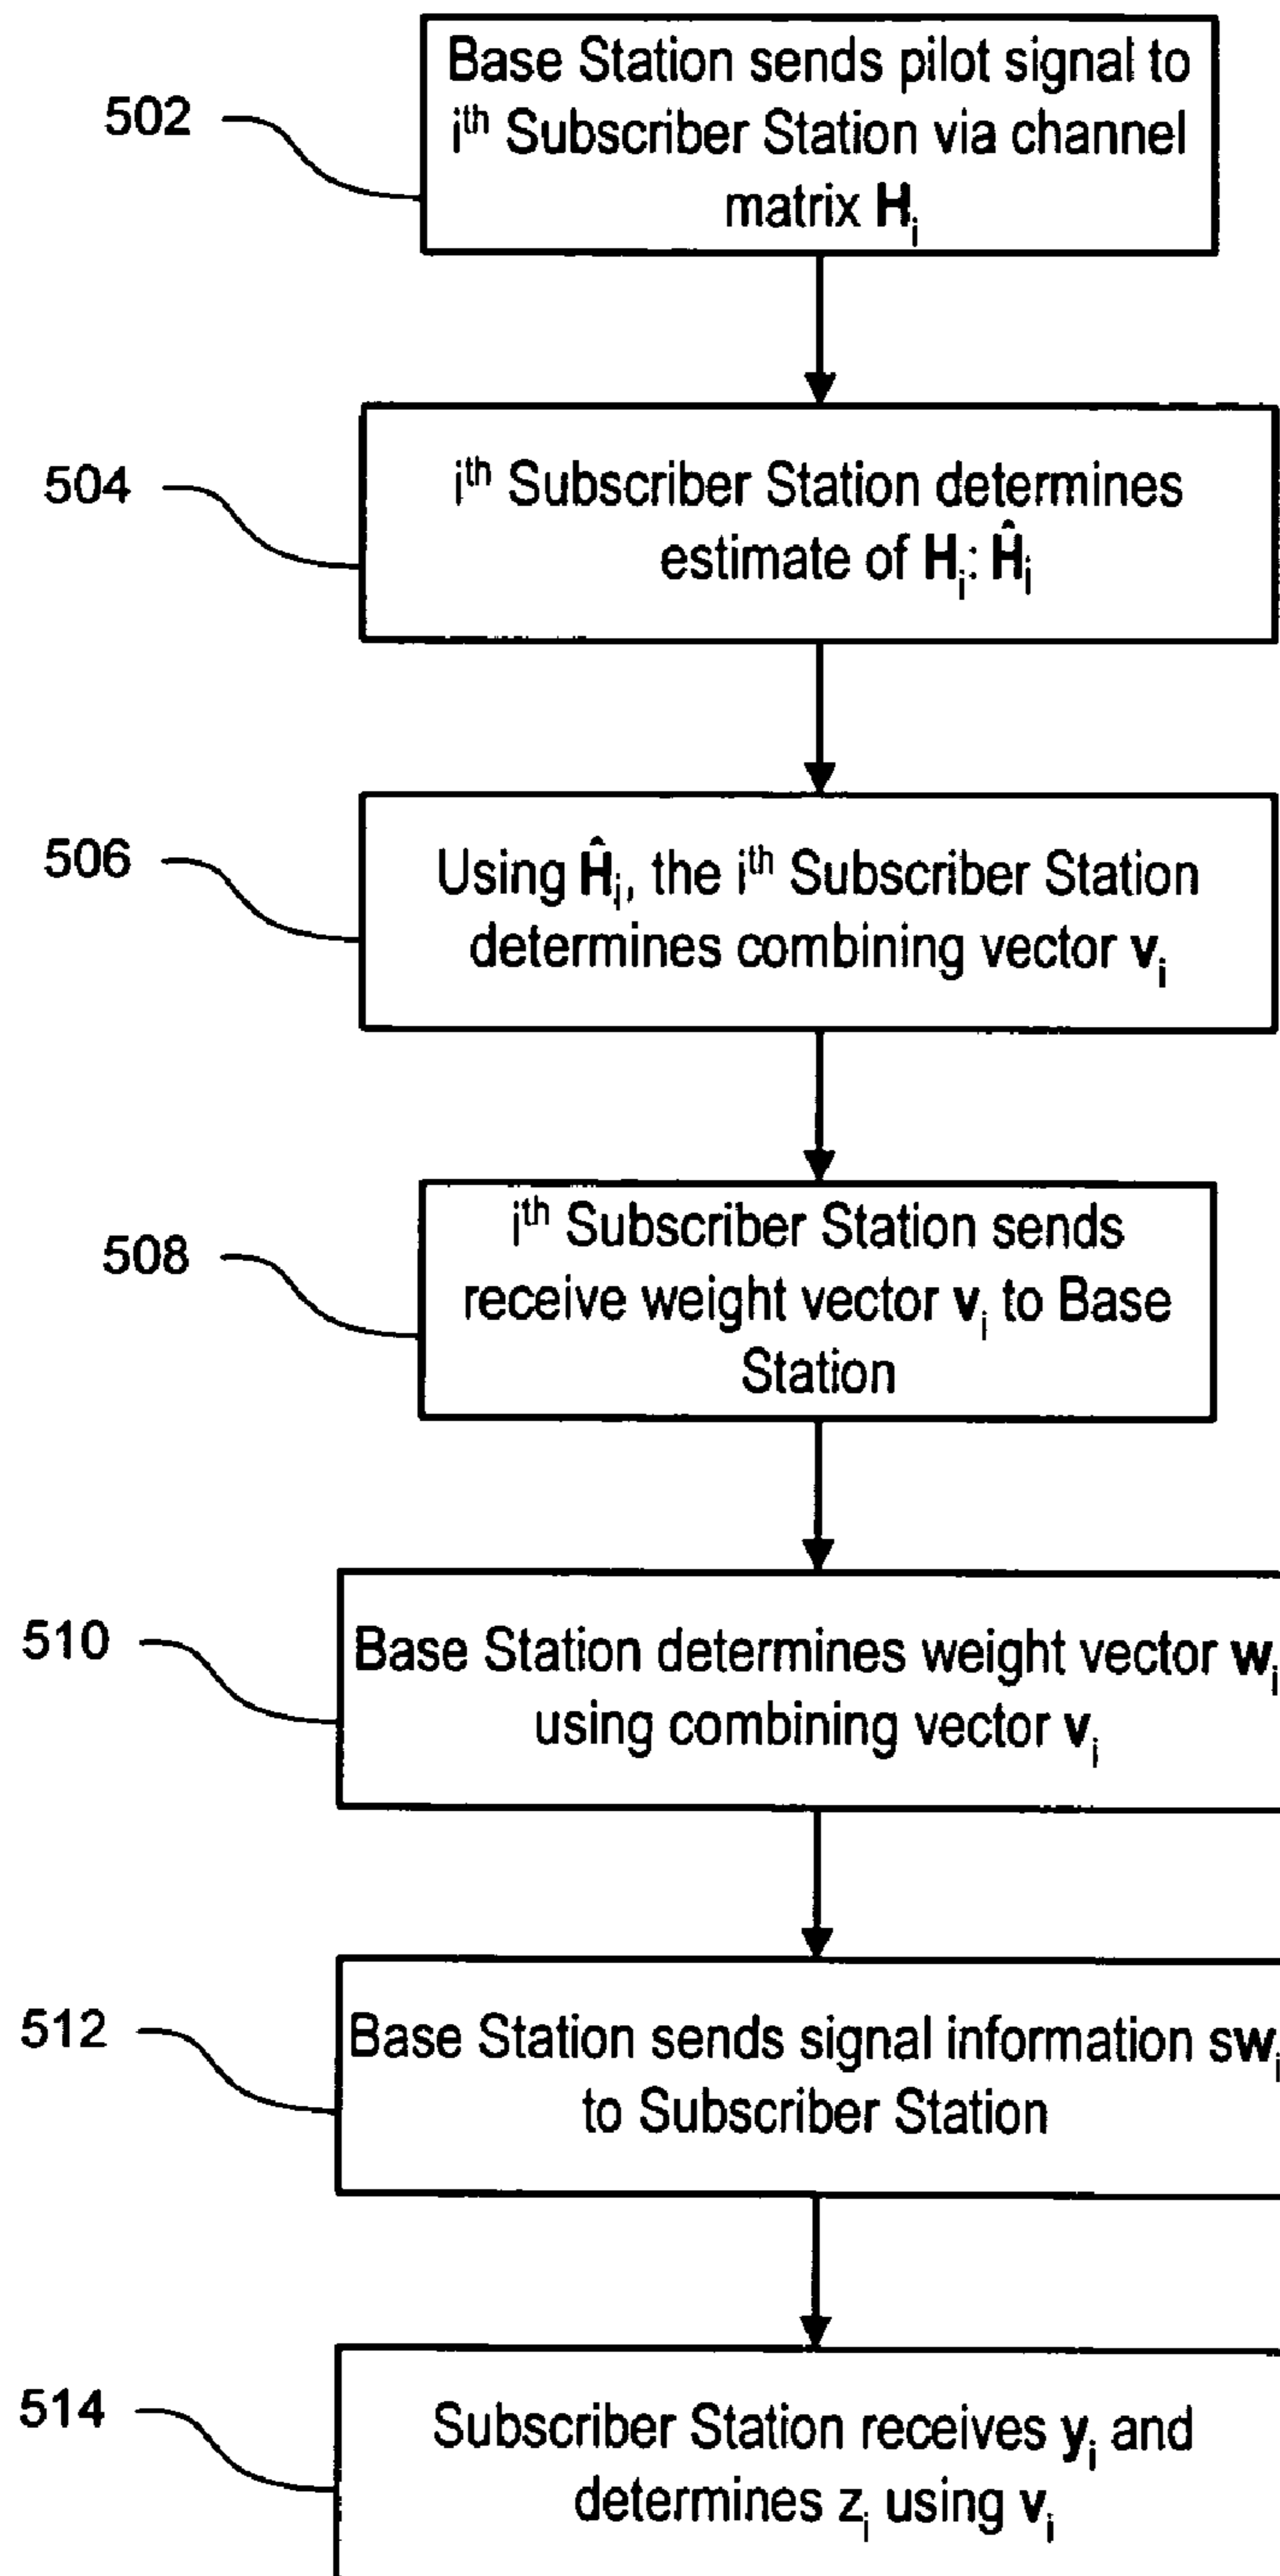 502
Base Station sends pilot signal to
iᵗʰ Subscriber Station via channel
matrix Hᵢ
504
iᵗʰ Subscriber Station determines
estimate of Hᵢ: Ĥᵢ
506
Using Ĥᵢ, the iᵗʰ Subscriber Station
determines combining vector vᵢ
508
iᵗʰ Subscriber Station sends
receive weight vector vᵢ to Base
Station
510
Base Station determines weight vector wᵢ
using combining vector vᵢ
512
Base Station sends signal information swᵢ
to Subscriber Station
514
Subscriber Station receives yᵢ and
determines zᵢ using vᵢ